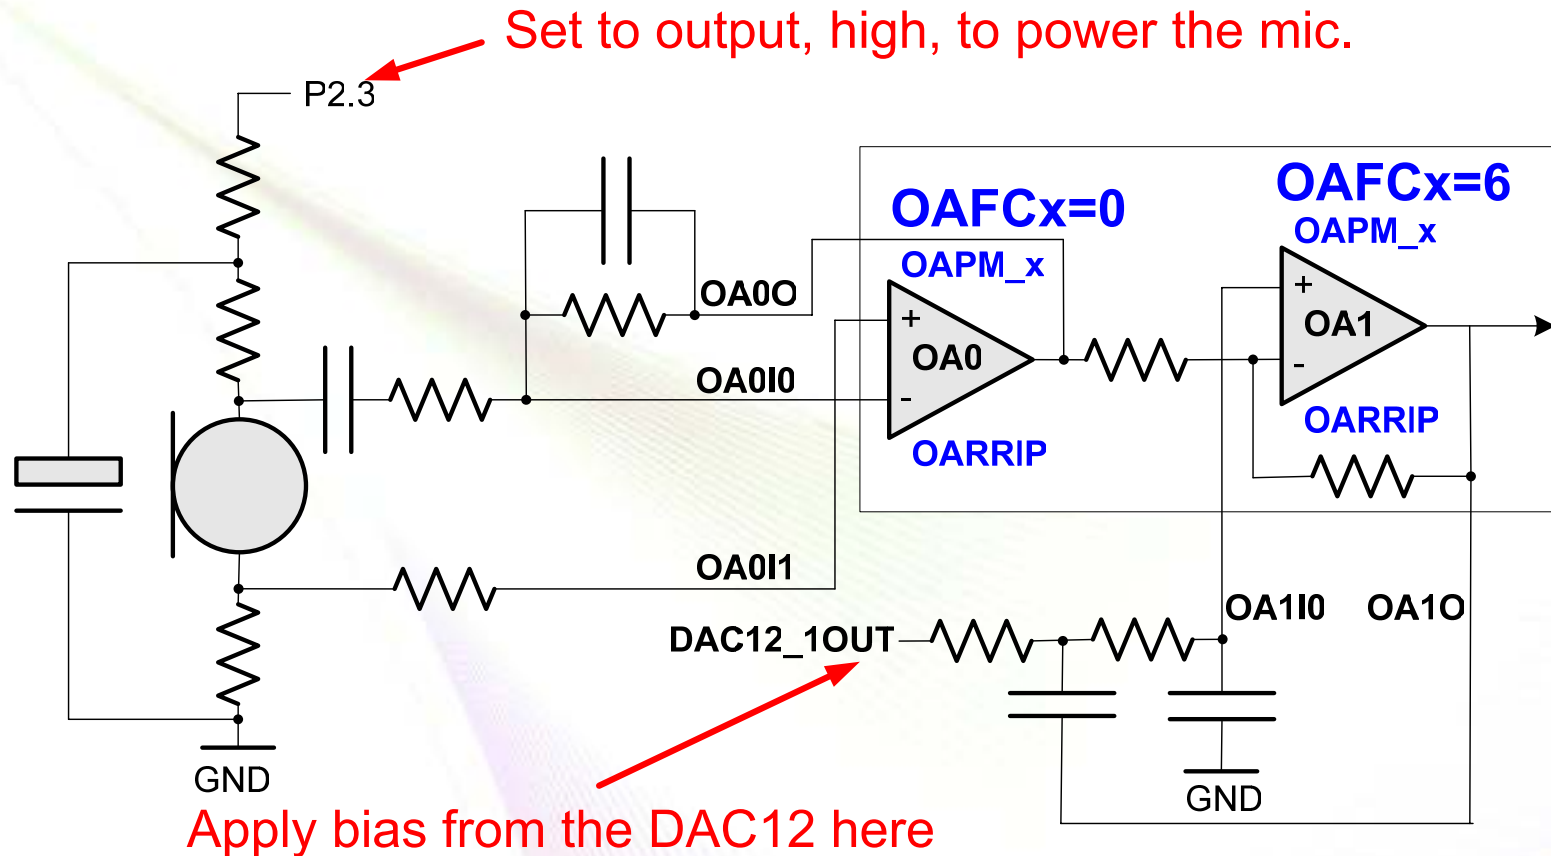 Set to output, high, to power the mic.
P2.3
OAFCx=0
OAFCx=6
OAPM_x
OAPM_x
+
+
OA0O
OA0
OA1
-
-
OA0I0
OARRIP
OARRIP
OA0I1
OA1I0
OA1O
DAC12_1OUT
GND
GND
Apply bias from the DAC12 here